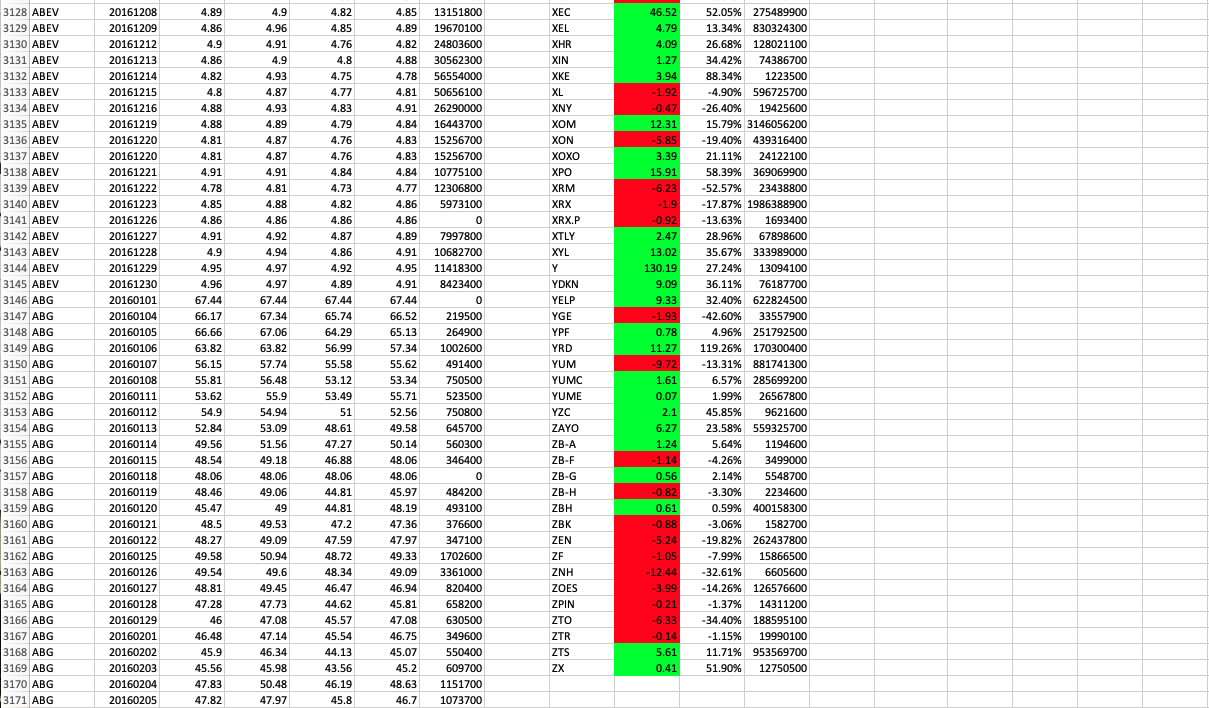 3128 ABEV 20161208 4.89 4.9 4.82 4.85 13151800 XEC 46.52 52.05% 275489900
3129 ABEV 20161209 4.86 4.96 4.85 4.89 19670100 XEL 4.79 13.34% 830324300
3130 ABEV 20161212 4.9 4.91 4.76 4.82 24803600 XHR 4.09 26.68% 128021100
3131 ABEV 20161213 4.86 4.9 4.8 4.88 30562300 XIN 1.27 34.42% 74386700
3132 ABEV 20161214 4.82 4.93 4.75 4.78 56554000 XKE 3.94 88.34% 1223500
3133 ABEV 20161215 4.8 4.87 4.77 4.81 50656100 XL -1.92 -4.90% 596725700
3134 ABEV 20161216 4.88 4.93 4.83 4.91 26290000 XNY -0.47 -26.40% 19425600
3135 ABEV 20161219 4.88 4.89 4.79 4.84 16443700 XOM 12.31 15.79% 3146056200
3136 ABEV 20161220 4.81 4.87 4.76 4.83 15256700 XON -5.85 -19.40% 439316400
3137 ABEV 20161220 4.81 4.87 4.76 4.83 15256700 XOXO 3.39 21.11% 24122100
3138 ABEV 20161221 4.91 4.91 4.84 4.84 10775100 XPO 15.91 58.39% 369069900
3139 ABEV 20161222 4.78 4.81 4.73 4.77 12306800 XRM -6.23 -52.57% 23438800
3140 ABEV 20161223 4.85 4.88 4.82 4.86 5973100 XRX -1.9 -17.87% 1986388900
3141 ABEV 20161226 4.86 4.86 4.86 4.86 0 XRX.P -0.92 -13.63% 1693400
3142 ABEV 20161227 4.91 4.92 4.87 4.89 7997800 XTLY 2.47 28.96% 67898600
3143 ABEV 20161228 4.9 4.94 4.86 4.91 10682700 XYL 13.02 35.67% 333989000
3144 ABEV 20161229 4.95 4.97 4.92 4.95 11418300 Y 130.19 27.24% 13094100
3145 ABEV 20161230 4.96 4.97 4.89 4.91 8423400 YDKN 9.09 36.11% 76187700
3146 ABG 20160101 67.44 67.44 67.44 67.44 0 YELP 9.33 32.40% 622824500
3147 ABG 20160104 66.17 67.34 65.74 66.52 219500 YGE -1.93 -42.60% 33557900
3148 ABG 20160105 66.66 67.06 64.29 65.13 264900 YPF 0.78 4.96% 251792500
3149 ABG 20160106 63.82 63.82 56.99 57.34 1002600 YRD 11.27 119.26% 170300400
3150 ABG 20160107 56.15 57.74 55.58 55.62 491400 YUM -9.72 -13.31% 881741300
3151 ABG 20160108 55.81 56.48 53.12 53.34 750500 YUMC 1.61 6.57% 285699200
3152 ABG 20160111 53.62 55.9 53.49 55.71 523500 YUME 0.07 1.99% 26567800
3153 ABG 20160112 54.9 54.94 51 52.56 750800 YZC 2.1 45.85% 9621600
3154 ABG 20160113 52.84 53.09 48.61 49.58 645700 ZAYO 6.27 23.58% 559325700
3155 ABG 20160114 49.56 51.56 47.27 50.14 560300 ZB-A 1.24 5.64% 1194600
3156 ABG 20160115 48.54 49.18 46.88 48.06 346400 ZB-F -1.14 -4.26% 3499000
3157 ABG 20160118 48.06 48.06 48.06 48.06 0 ZB-G 0.56 2.14% 5548700
3158 ABG 20160119 48.46 49.06 44.81 45.97 484200 ZB-H -0.82 -3.30% 2234600
3159 ABG 20160120 45.47 49 44.81 48.19 493100 ZBH 0.61 0.59% 400158300
3160 ABG 20160121 48.5 49.53 47.2 47.36 376600 ZBK -0.88 -3.06% 1582700
3161 ABG 20160122 48.27 49.09 47.59 47.97 347100 ZEN -5.24 -19.82% 262437800
3162 ABG 20160125 49.58 50.94 48.72 49.33 1702600 ZF -1.05 -7.99% 15866500
3163 ABG 20160126 49.54 49.6 48.34 49.09 3361000 ZNH -12.44 -32.61% 6605600
3164 ABG 20160127 48.81 49.45 46.47 46.94 820400 ZOES -3.99 -14.26% 126576600
3165 ABG 20160128 47.28 47.73 44.62 45.81 658200 ZPIN -0.21 -1.37% 14311200
3166 ABG 20160129 46 47.08 45.57 47.08 630500 ZTO -6.33 -34.40% 188595100
3167 ABG 20160201 46.48 47.14 45.54 46.75 349600 ZTR -0.14 -1.15% 19990100
3168 ABG 20160202 45.9 46.34 44.13 45.07 550400 ZTS 5.61 11.71% 953569700
3169 ABG 20160203 45.56 45.98 43.56 45.2 609700 ZX 0.41 51.90% 12750500
3170 ABG 20160204 47.83 50.48 46.19 48.63 1151700
3171 ABG 20160205 47.82 47.97 45.8 46.7 1073700